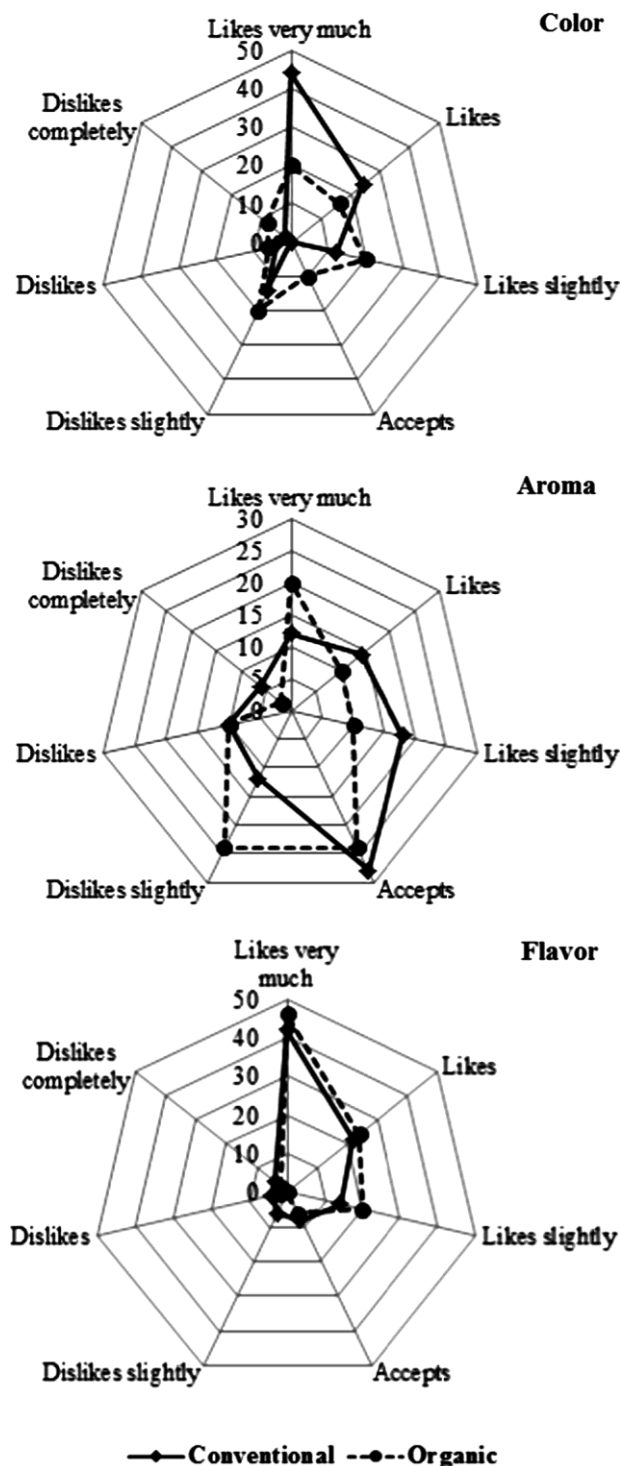 Color
Likes very much
50
40
30
20
10
0
Dislikes
completely
Likes
Dislikes
Likes slightly
Dislikes slightly
Accepts
Aroma
Likes very much
30
25
20
15
10
5
0
Dislikes
completely
Likes
Dislikes
Likes slightly
Dislikes slightly
Accepts
Flavor
Likes very
much
50
40
30
20
10
0
Dislikes
completely
Likes
Dislikes
Likes slightly
Dislikes slightly
Accepts
Conventional Organic